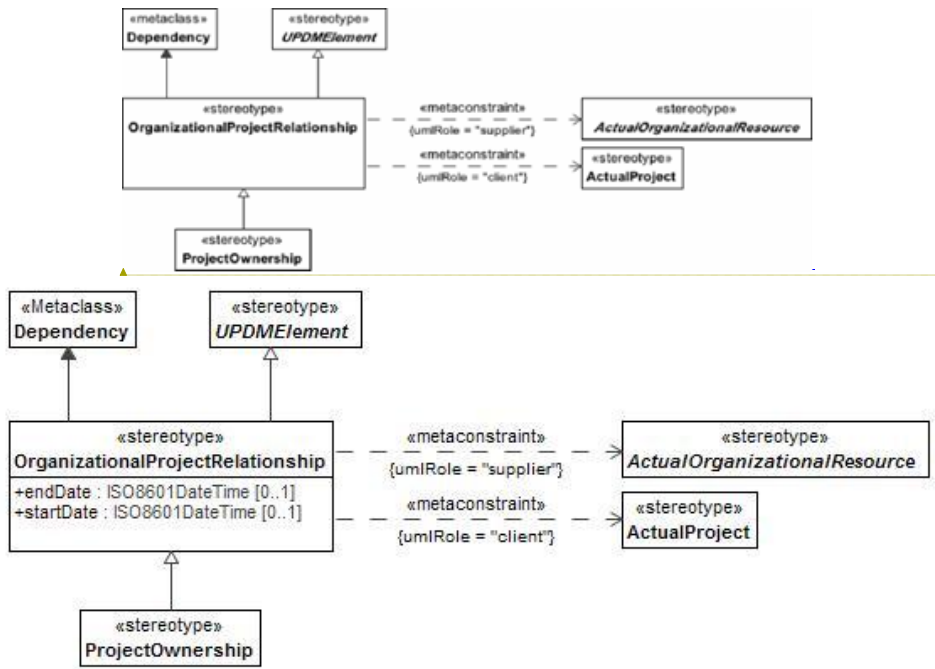 «metaclass»
Dependency
«stereotype»
UPDMElement
«stereotype»
OrganizationalProjectRelationship
«metaconstraint»
{umlRole = "supplier"}
«stereotype»
ActualOrganizationalResource
«metaconstraint»
{umlRole = "client"}
«stereotype»
ActualProject
«stereotype»
ProjectOwnership
«Metaclass»
Dependency
«stereotype»
UPDMElement
«stereotype»
OrganizationalProjectRelationship
+endDate : ISO8601DateTime [0..1]
+startDate : ISO8601DateTime [0..1]
«metaconstraint»
{umlRole = "supplier"}
«stereotype»
ActualOrganizationalResource
«metaconstraint»
{umlRole = "client"}
«stereotype»
ActualProject
«stereotype»
ProjectOwnership